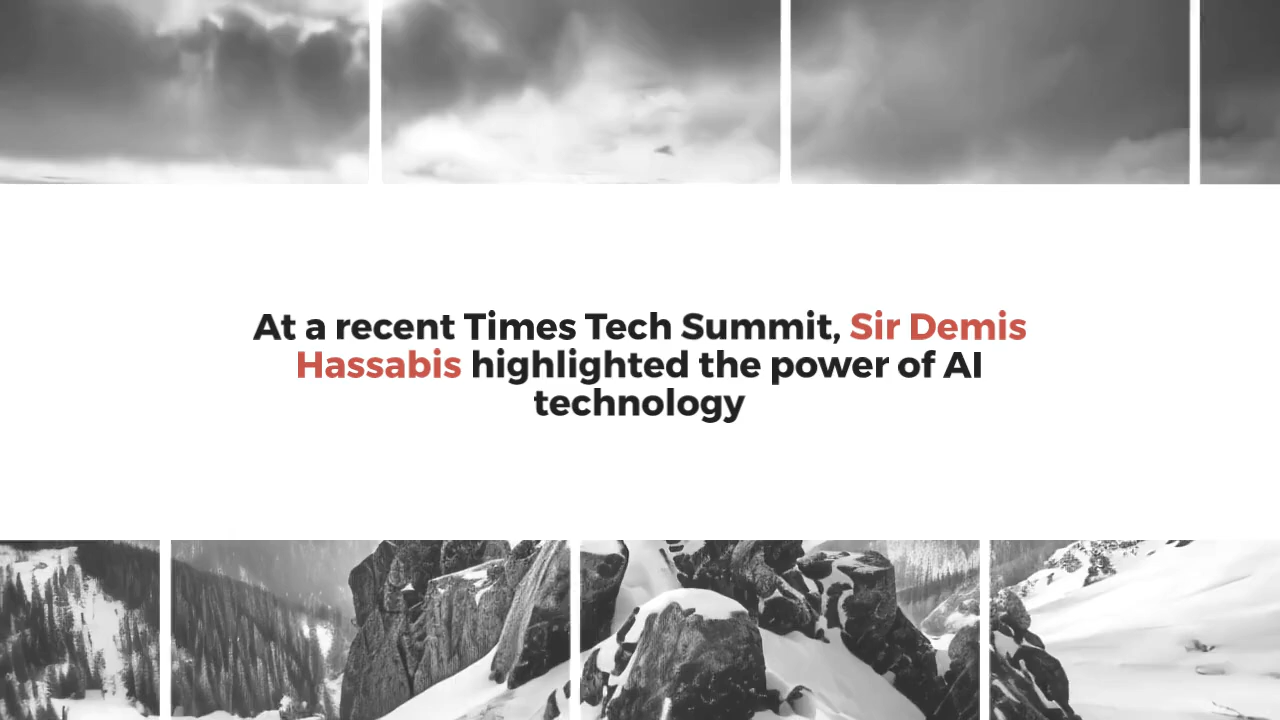 At a recent Times Tech Summit, Sir Demis
Hassabis highlighted the power of AI
technology